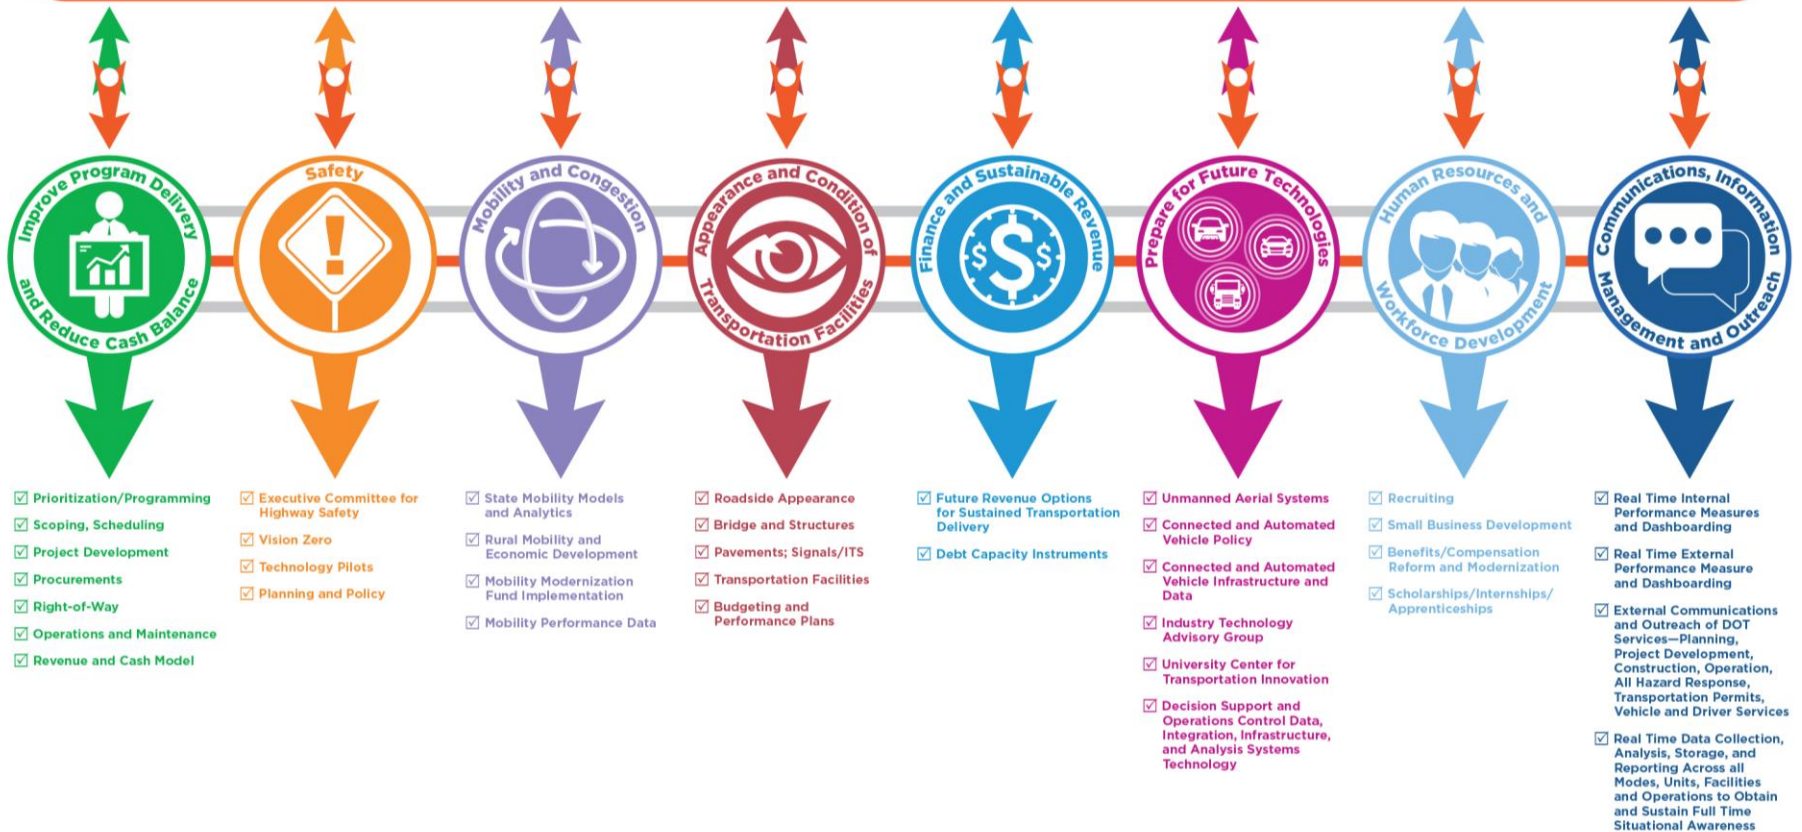 Improve Program Delivery
and Reduce Cash Balance
Safety
Mobility and Congestion
Appearance and Condition of
Transportation Facilities
Finance and Sustainable Revenue
Prepare for Future Technologies
Human Resources and
Workforce Development
Communications, Information
Management and Outreach
Prioritization/Programming
Scoping, Scheduling
Project Development
Procurements
Right-of-Way
Operations and Maintenance
Revenue and Cash Model
Executive Committee for
Highway Safety
Vision Zero
Technology Pilots
Planning and Policy
State Mobility Models
and Analytics
Rural Mobility and
Economic Development
Mobility Modernization
Fund Implementation
Mobility Performance Data
Roadside Appearance
Bridge and Structures
Pavements; Signals/ITS
Transportation Facilities
Budgeting and
Performance Plans
Future Revenue Options
for Sustained Transportation
Delivery
Debt Capacity Instruments
Unmanned Aerial Systems
Connected and Automated
Vehicle Policy
Connected and Automated
Vehicle Infrastructure and
Data
Industry Technology
Advisory Group
University Center for
Transportation Innovation
Decision Support and
Operations Control Data,
Integration, Infrastructure,
and Analysis Systems
Technology
Recruiting
Small Business Development
Benefits/Compensation
Reform and Modernization
Scholarships/Internships/
Apprenticeships
Real Time Internal
Performance Measures
and Dashboarding
Real Time External
Performance Measure
and Dashboarding
External Communications
and Outreach of DOT
Services—Planning,
Project Development,
Construction, Operation,
All Hazard Response,
Transportation Permits,
Vehicle and Driver Services
Real Time Data Collection,
Analysis, Storage, and
Reporting Across all
Modes, Units, Facilities
and Operations to Obtain
and Sustain Full Time
Situational Awareness